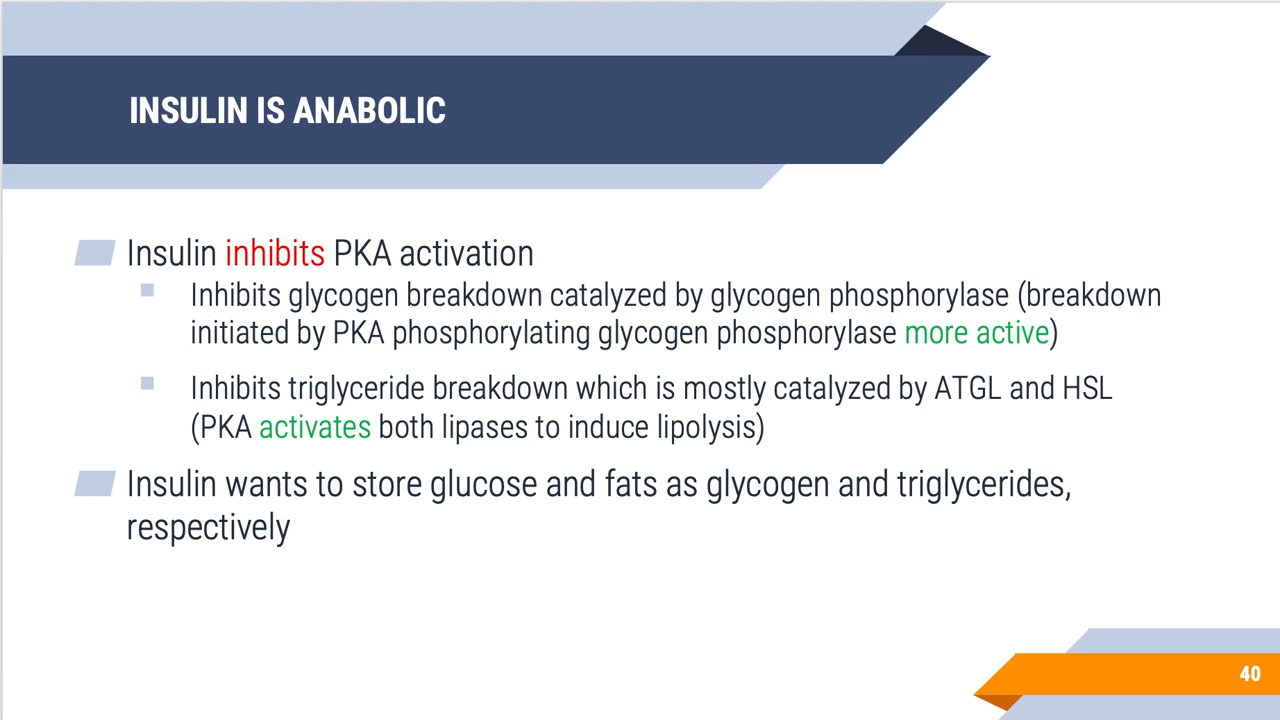 INSULIN IS ANABOLIC
Insulin inhibits PKA activation
Inhibits glycogen breakdown catalyzed by glycogen phosphorylase (breakdown
initiated by PKA phosphorylating glycogen phosphorylase more active)
Inhibits triglyceride breakdown which is mostly catalyzed by ATGL and HSL
(PKA activates both lipases to induce lipolysis)
Insulin wants to store glucose and fats as glycogen and triglycerides,
respectively
40